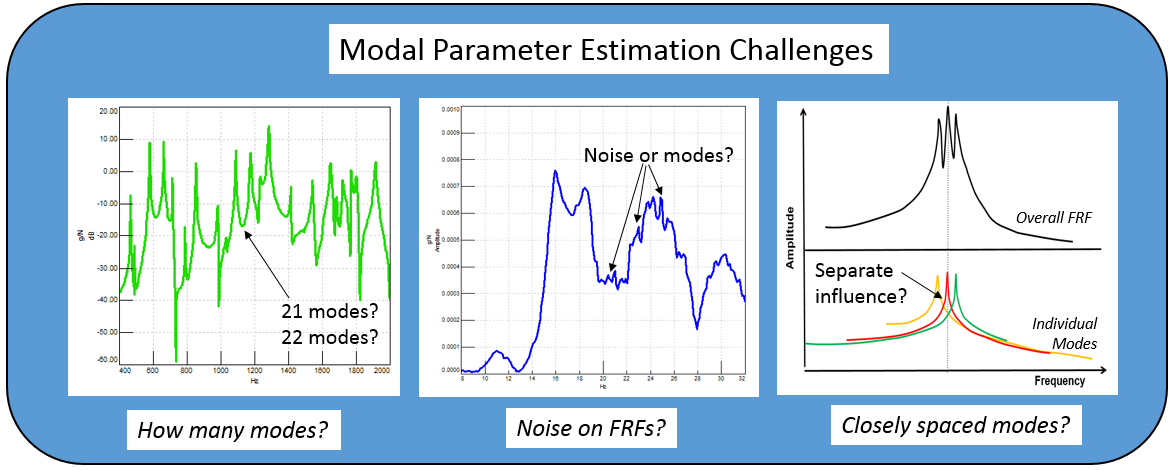 Modal Parameter Estimation Challenges
20.00
10.00
0.00
-10.00
-20.00
-30.00
-40.00
-50.00
-60.00
g/N
dB
400
600
800
1000
1200
1400
1600
1800
2000
Hz
21 modes?
22 modes?
How many modes?
0.0010
0.0009
0.0008
0.0007
0.0006
0.0005
0.0004
0.0003
0.0002
0.0001
0.0000
g/N
Amplitude
8
10
12
14
16
18
20
22
24
26
28
30
32
Hz
Noise or modes?
Noise on FRFs?
Amplitude
Overall FRF
Separate
influence?
Individual
Modes
Frequency
Closely spaced modes?